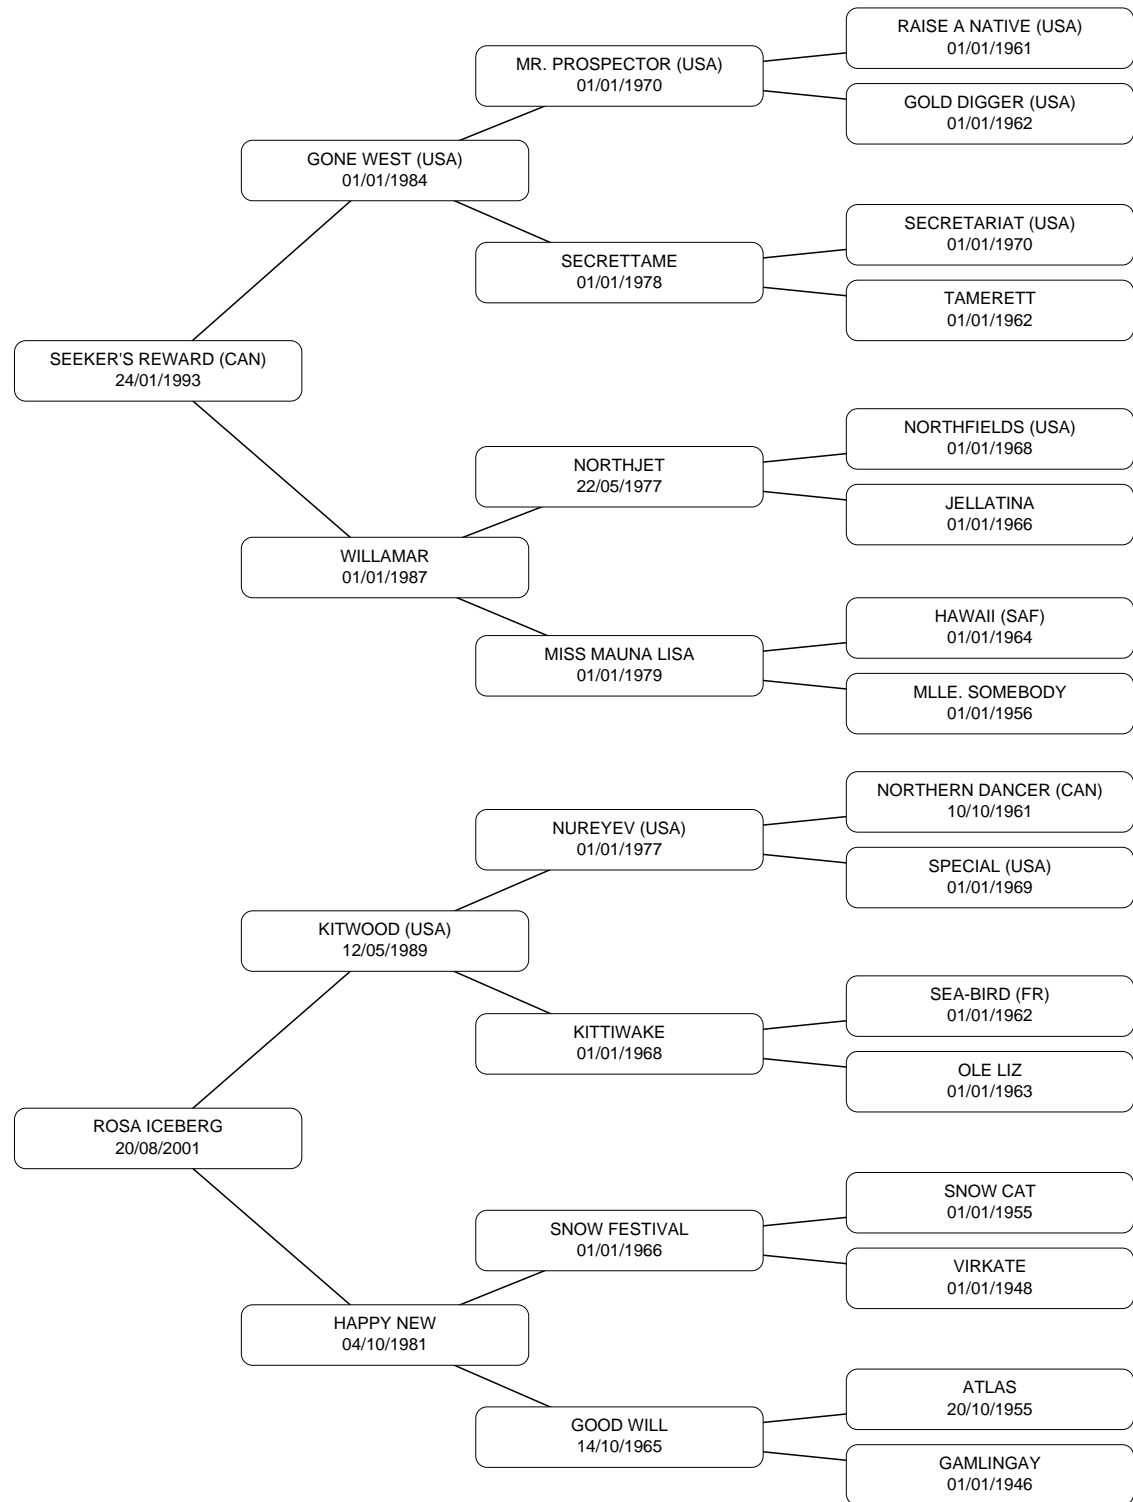 RAISE A NATIVE (USA)
01/01/1961
MR. PROSPECTOR (USA)
01/01/1970
GOLD DIGGER (USA)
01/01/1962
GONE WEST (USA)
01/01/1984
SECRETARIAT (USA)
01/01/1970
SECRETTAME
01/01/1978
TAMERETT
01/01/1962
SEEKER'S REWARD (CAN)
24/01/1993
NORTHFIELDS (USA)
01/01/1968
NORTHJET
22/05/1977
JELLATINA
01/01/1966
WILLAMAR
01/01/1987
HAWAII (SAF)
01/01/1964
MISS MAUNA LISA
01/01/1979
MLLE. SOMEBODY
01/01/1956
NORTHERN DANCER (CAN)
10/10/1961
NUREYEV (USA)
01/01/1977
SPECIAL (USA)
01/01/1969
KITWOOD (USA)
12/05/1989
SEA-BIRD (FR)
01/01/1962
KITTIWAKE
01/01/1968
OLE LIZ
01/01/1963
ROSA ICEBERG
20/08/2001
SNOW CAT
01/01/1955
SNOW FESTIVAL
01/01/1966
VIRKATE
01/01/1948
HAPPY NEW
04/10/1981
ATLAS
20/10/1955
GOOD WILL
14/10/1965
GAMLINGAY
01/01/1946